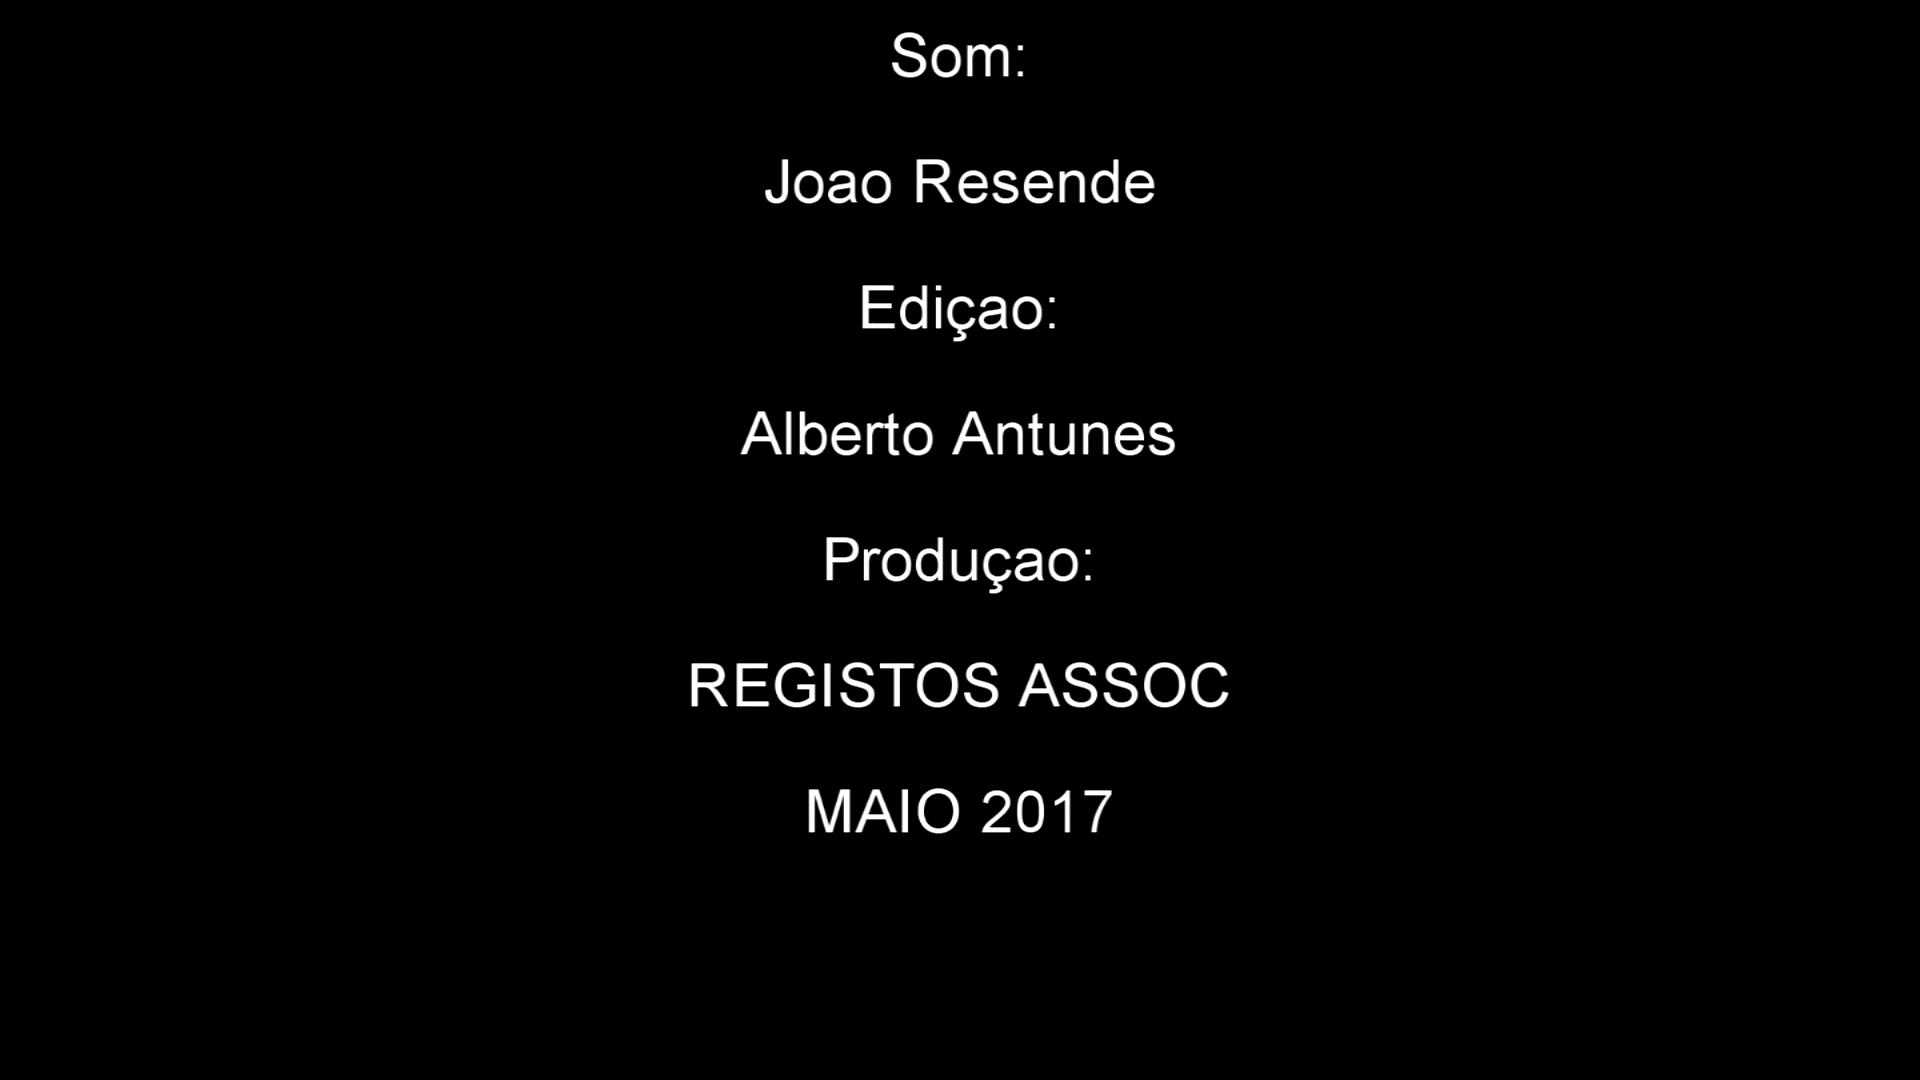 Som:
Joao Resende
Ediçao:
Alberto Antunes
Produçao:
REGISTOS ASSOC
MAIO 2017